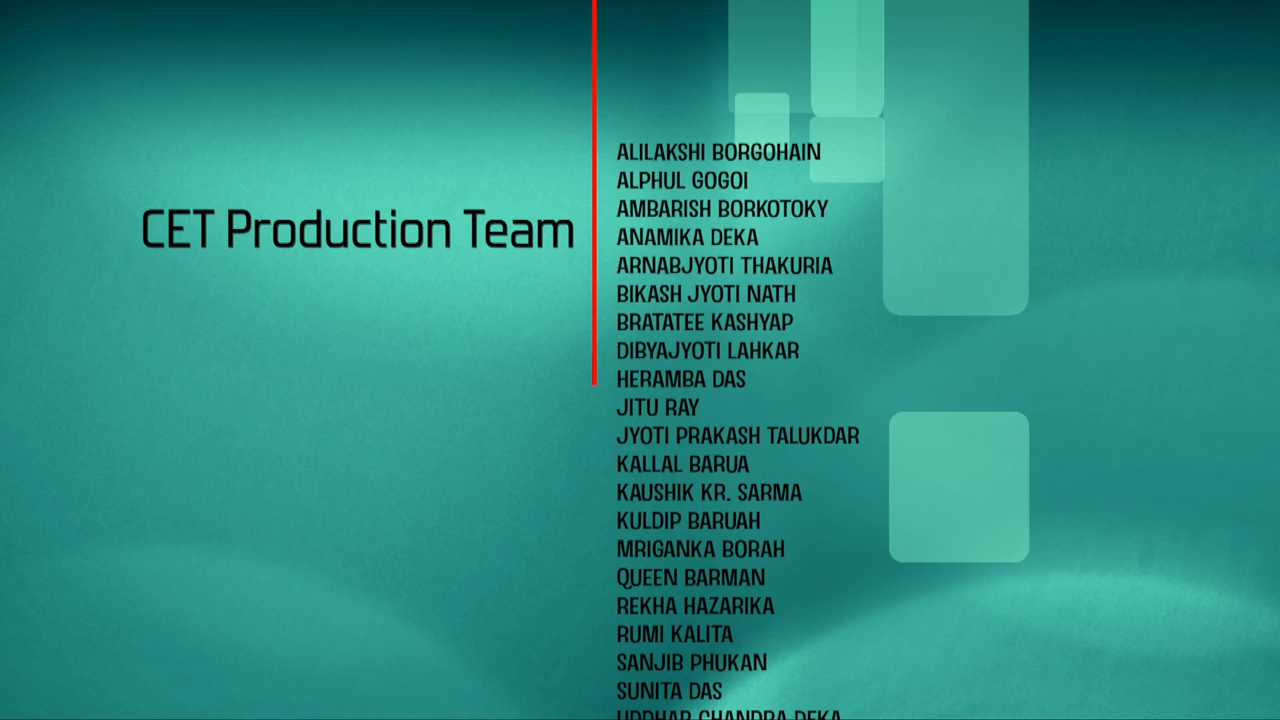 CET Production Team
ALILAKSHI BORGOHAIN
ALPHUL GOGOI
AMBARISH BORKOTOKY
ANAMIKA DEKA
ARNABJYOTI THAKURIA
BIKASH JYOTI NATH
BRATATEE KASHYAP
DIBYAJYOTI LAHKAR
HERAMBA DAS
JITU RAY
JYOTI PRAKASH TALUKDAR
KALLAL BARUA
KAUSHIK KR. SARMA
KULDIP BARUAH
MRIGANKA BORAH
QUEEN BARMAN
REKHA HAZARIKA
RUMI KALITA
SANJIB PHUKAN
SUNITA DAS
CHANDRA DEKA